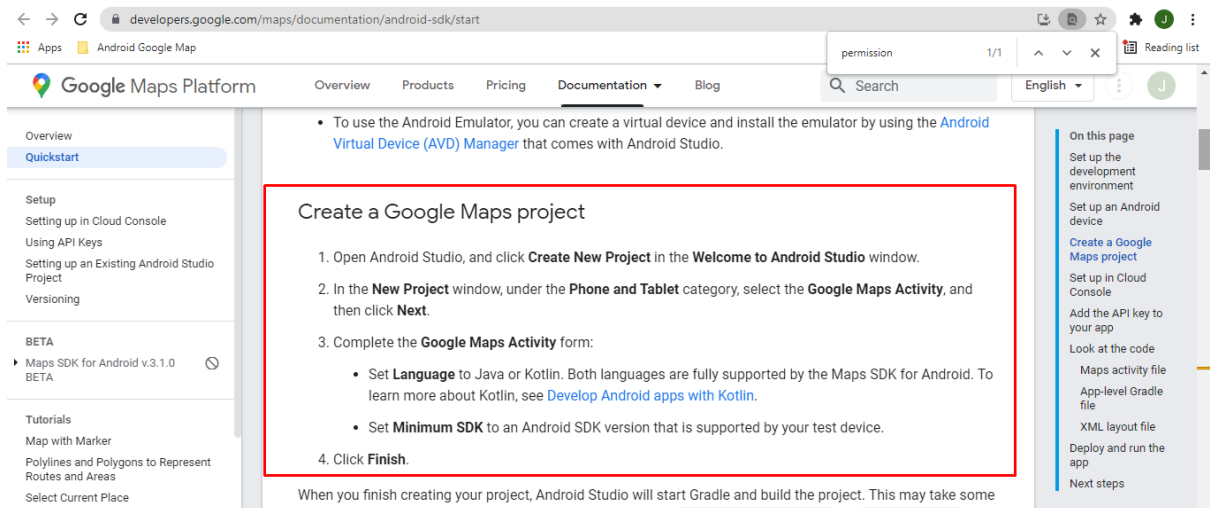 developers.google.com/maps/documentation/android-sdk/start
J
Apps
Android Google Map
permission
1/1
Reading list
Google Maps Platform
Overview
Products
Pricing
Documentation
Blog
Search
English
J
Overview
Quickstart
Setup
Setting up in Cloud Console
Using API Keys
Setting up an Existing Android Studio
Project
Versioning
BETA
Maps SDK for Android v.3.1.0
BETA
Tutorials
Map with Marker
Polylines and Polygons to Represent
Routes and Areas
Select Current Place
• To use the Android Emulator, you can create a virtual device and install the emulator by using the Android
Virtual Device (AVD) Manager that comes with Android Studio.
Create a Google Maps project
1. Open Android Studio, and click Create New Project in the Welcome to Android Studio window.
2. In the New Project window, under the Phone and Tablet category, select the Google Maps Activity, and
then click Next.
3. Complete the Google Maps Activity form:
• Set Language to Java or Kotlin. Both languages are fully supported by the Maps SDK for Android. To
learn more about Kotlin, see Develop Android apps with Kotlin.
• Set Minimum SDK to an Android SDK version that is supported by your test device.
4. Click Finish.
When you finish creating your project, Android Studio will start Gradle and build the project. This may take some
On this page
Set up the
development
environment
Set up an Android
device
Create a Google
Maps project
Set up in Cloud
Console
Add the API key to
your app
Look at the code
Maps activity file
App-level Gradle
file
XML layout file
Deploy and run the
app
Next steps